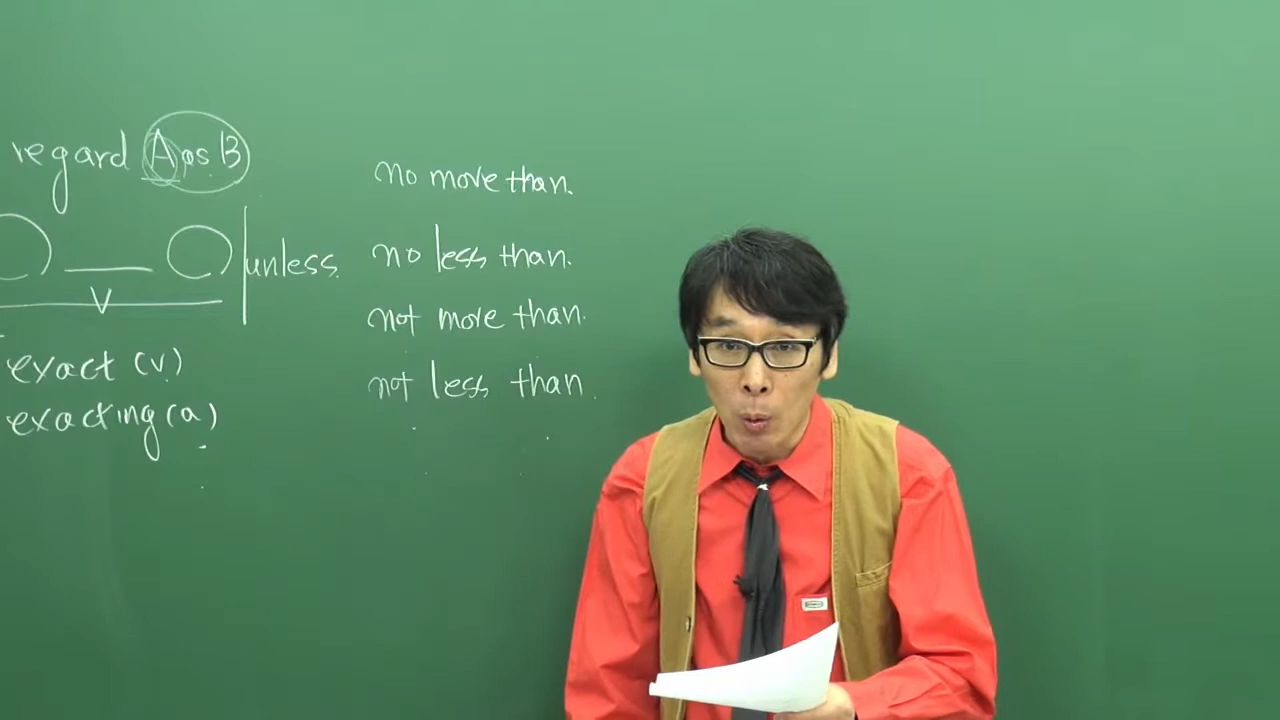 regard A as B
unless
V
exact (v)
exacting (a)
no more than.
no less than.
not more than.
not less than.